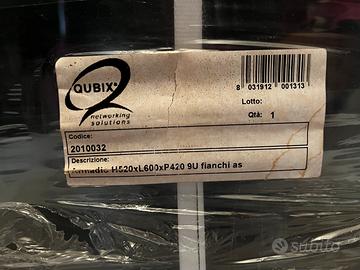 QUBIX®
networking
solutions
8 031912 001313
Lotto:
Qtà: 1
Codice:
2010032
Descrizione:
Armadio H520xL600xP420 9U fianchi as
subito